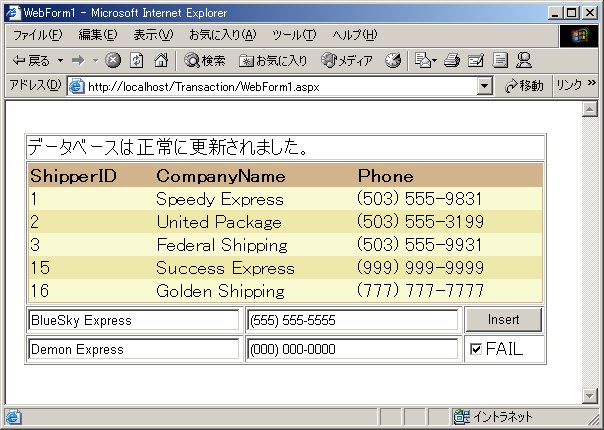 WebForm1 - Microsoft Internet Explorer
ファイル(F) 編集(E) 表示(V) お気に入り(A) ツール(T) ヘルプ(H)
戻る 検索 お気に入り メディア
アドレス(D) http://localhost/Transaction/WebForm1.aspx 移動 リンク »
データベースは正常に更新されました。
ShipperID CompanyName Phone
1 Speedy Express (503) 555-9831
2 United Package (503) 555-3199
3 Federal Shipping (503) 555-9931
15 Success Express (999) 999-9999
16 Golden Shipping (777) 777-7777
BlueSky Express (555) 555-5555 Insert
Demon Express (000) 000-0000 FAIL
イントラネット